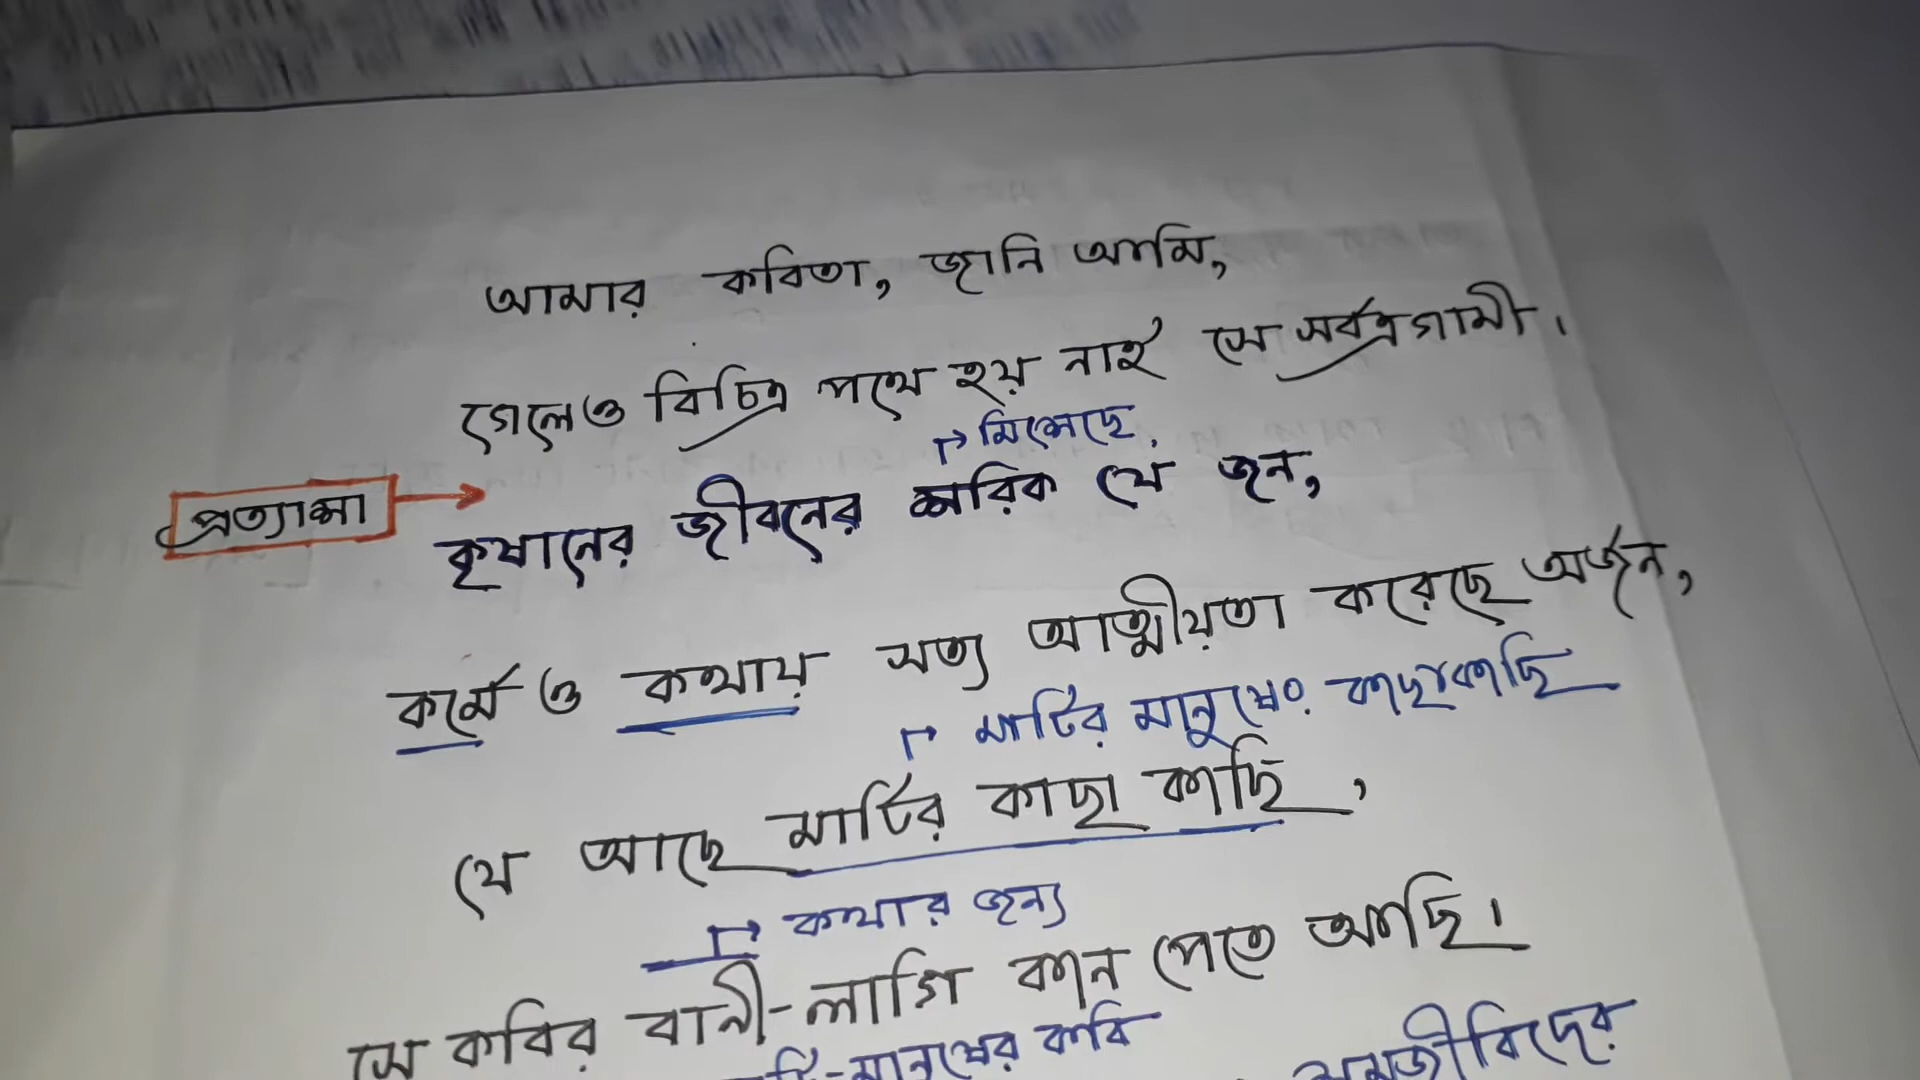 আমার কবিতা, জানি আমি,
গেলেও বিচিত্র পথে হয় নাই সে সর্বত্রগামী।
মিলেছে
প্রত্যাশা
কৃষানের জীবনের শরিক যে জন,
কর্মে ও কথায় সত্য আত্মীয়তা করেছে অর্জন,
মাটির মানুষের কাছাকাছি
যে আছে মাটির কাছা কাছি,
কথার জন্য
সে কবির বানী-লাগি কান পেতে আছি।
মানুষের কবি